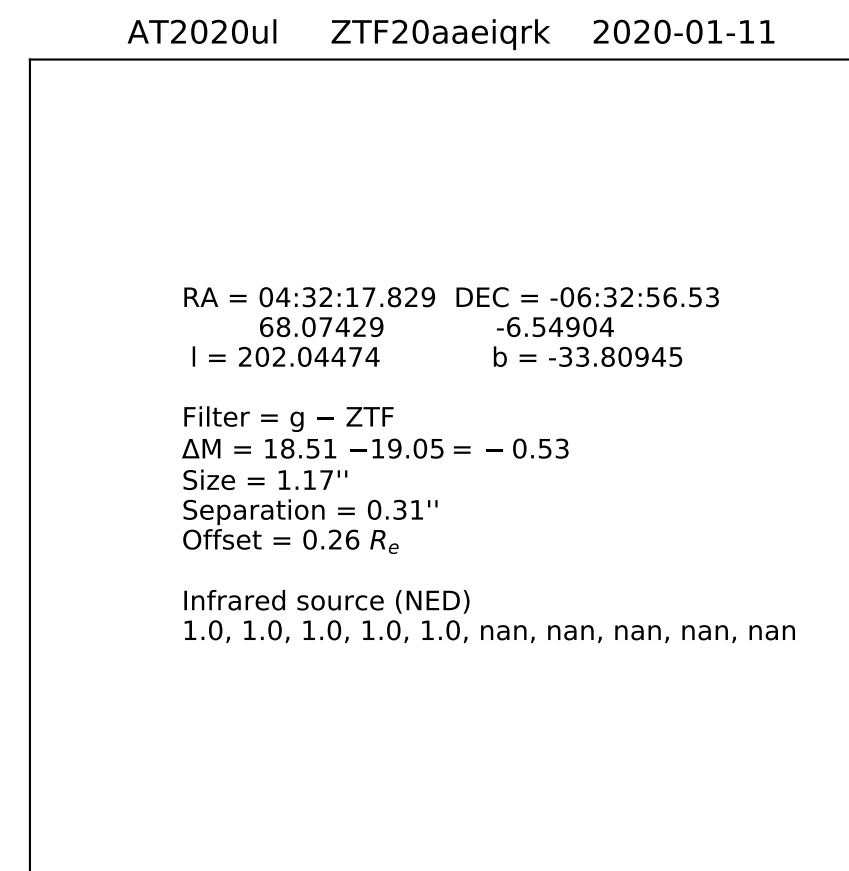 AT2020ul ZTF20aaeiqrk 2020-01-11
RA = 04:32:17.829 DEC = -06:32:56.53
68.07429 -6.54904
l = 202.04474 b = -33.80945
Filter = g − ZTF
ΔM = 18.51 −19.05 = − 0.53
Size = 1.17''
Separation = 0.31''
Offset = 0.26 Re
Infrared source (NED)
1.0, 1.0, 1.0, 1.0, 1.0, nan, nan, nan, nan, nan